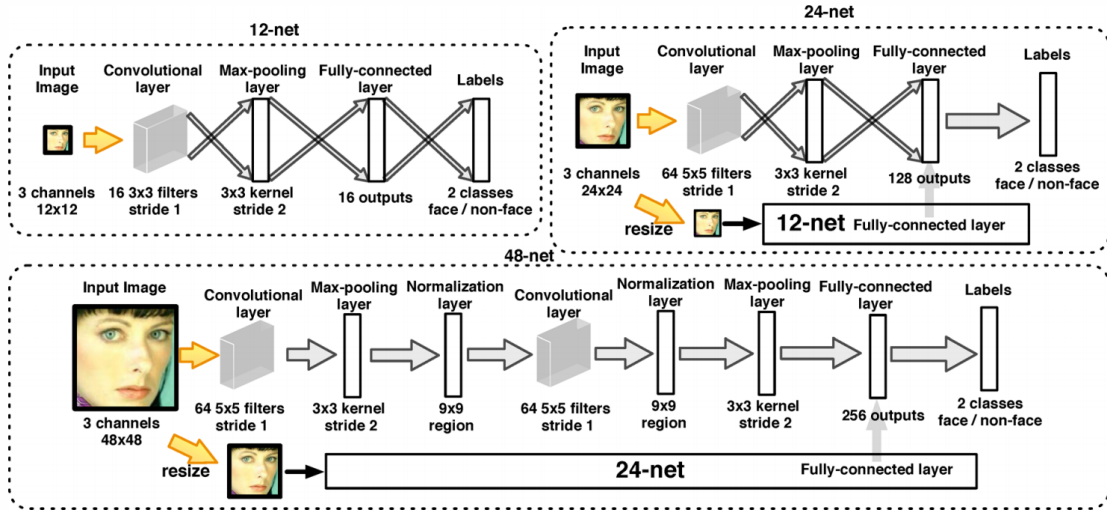 12-net
Input
Image
Convolutional
layer
Max-pooling
layer
Fully-connected
layer
Labels
3 channels
12x12
16 3x3 filters
stride 1
3x3 kernel
stride 2
16 outputs
2 classes
face / non-face
24-net
Input
Image
Convolutional
layer
Max-pooling
layer
Fully-connected
layer
Labels
3 channels
24x24
64 5x5 filters
stride 1
3x3 kernel
stride 2
128 outputs
2 classes
face / non-face
resize
12-net Fully-connected layer
48-net
Input Image
Convolutional
layer
Max-pooling
layer
Normalization
layer
Convolutional
layer
Normalization
layer
Max-pooling
layer
Fully-connected
layer
Labels
3 channels
48x48
64 5x5 filters
stride 1
3x3 kernel
stride 2
9x9
region
64 5x5 filters
stride 1
9x9
region
3x3 kernel
stride 2
256 outputs
2 classes
face / non-face
resize
24-net Fully-connected layer